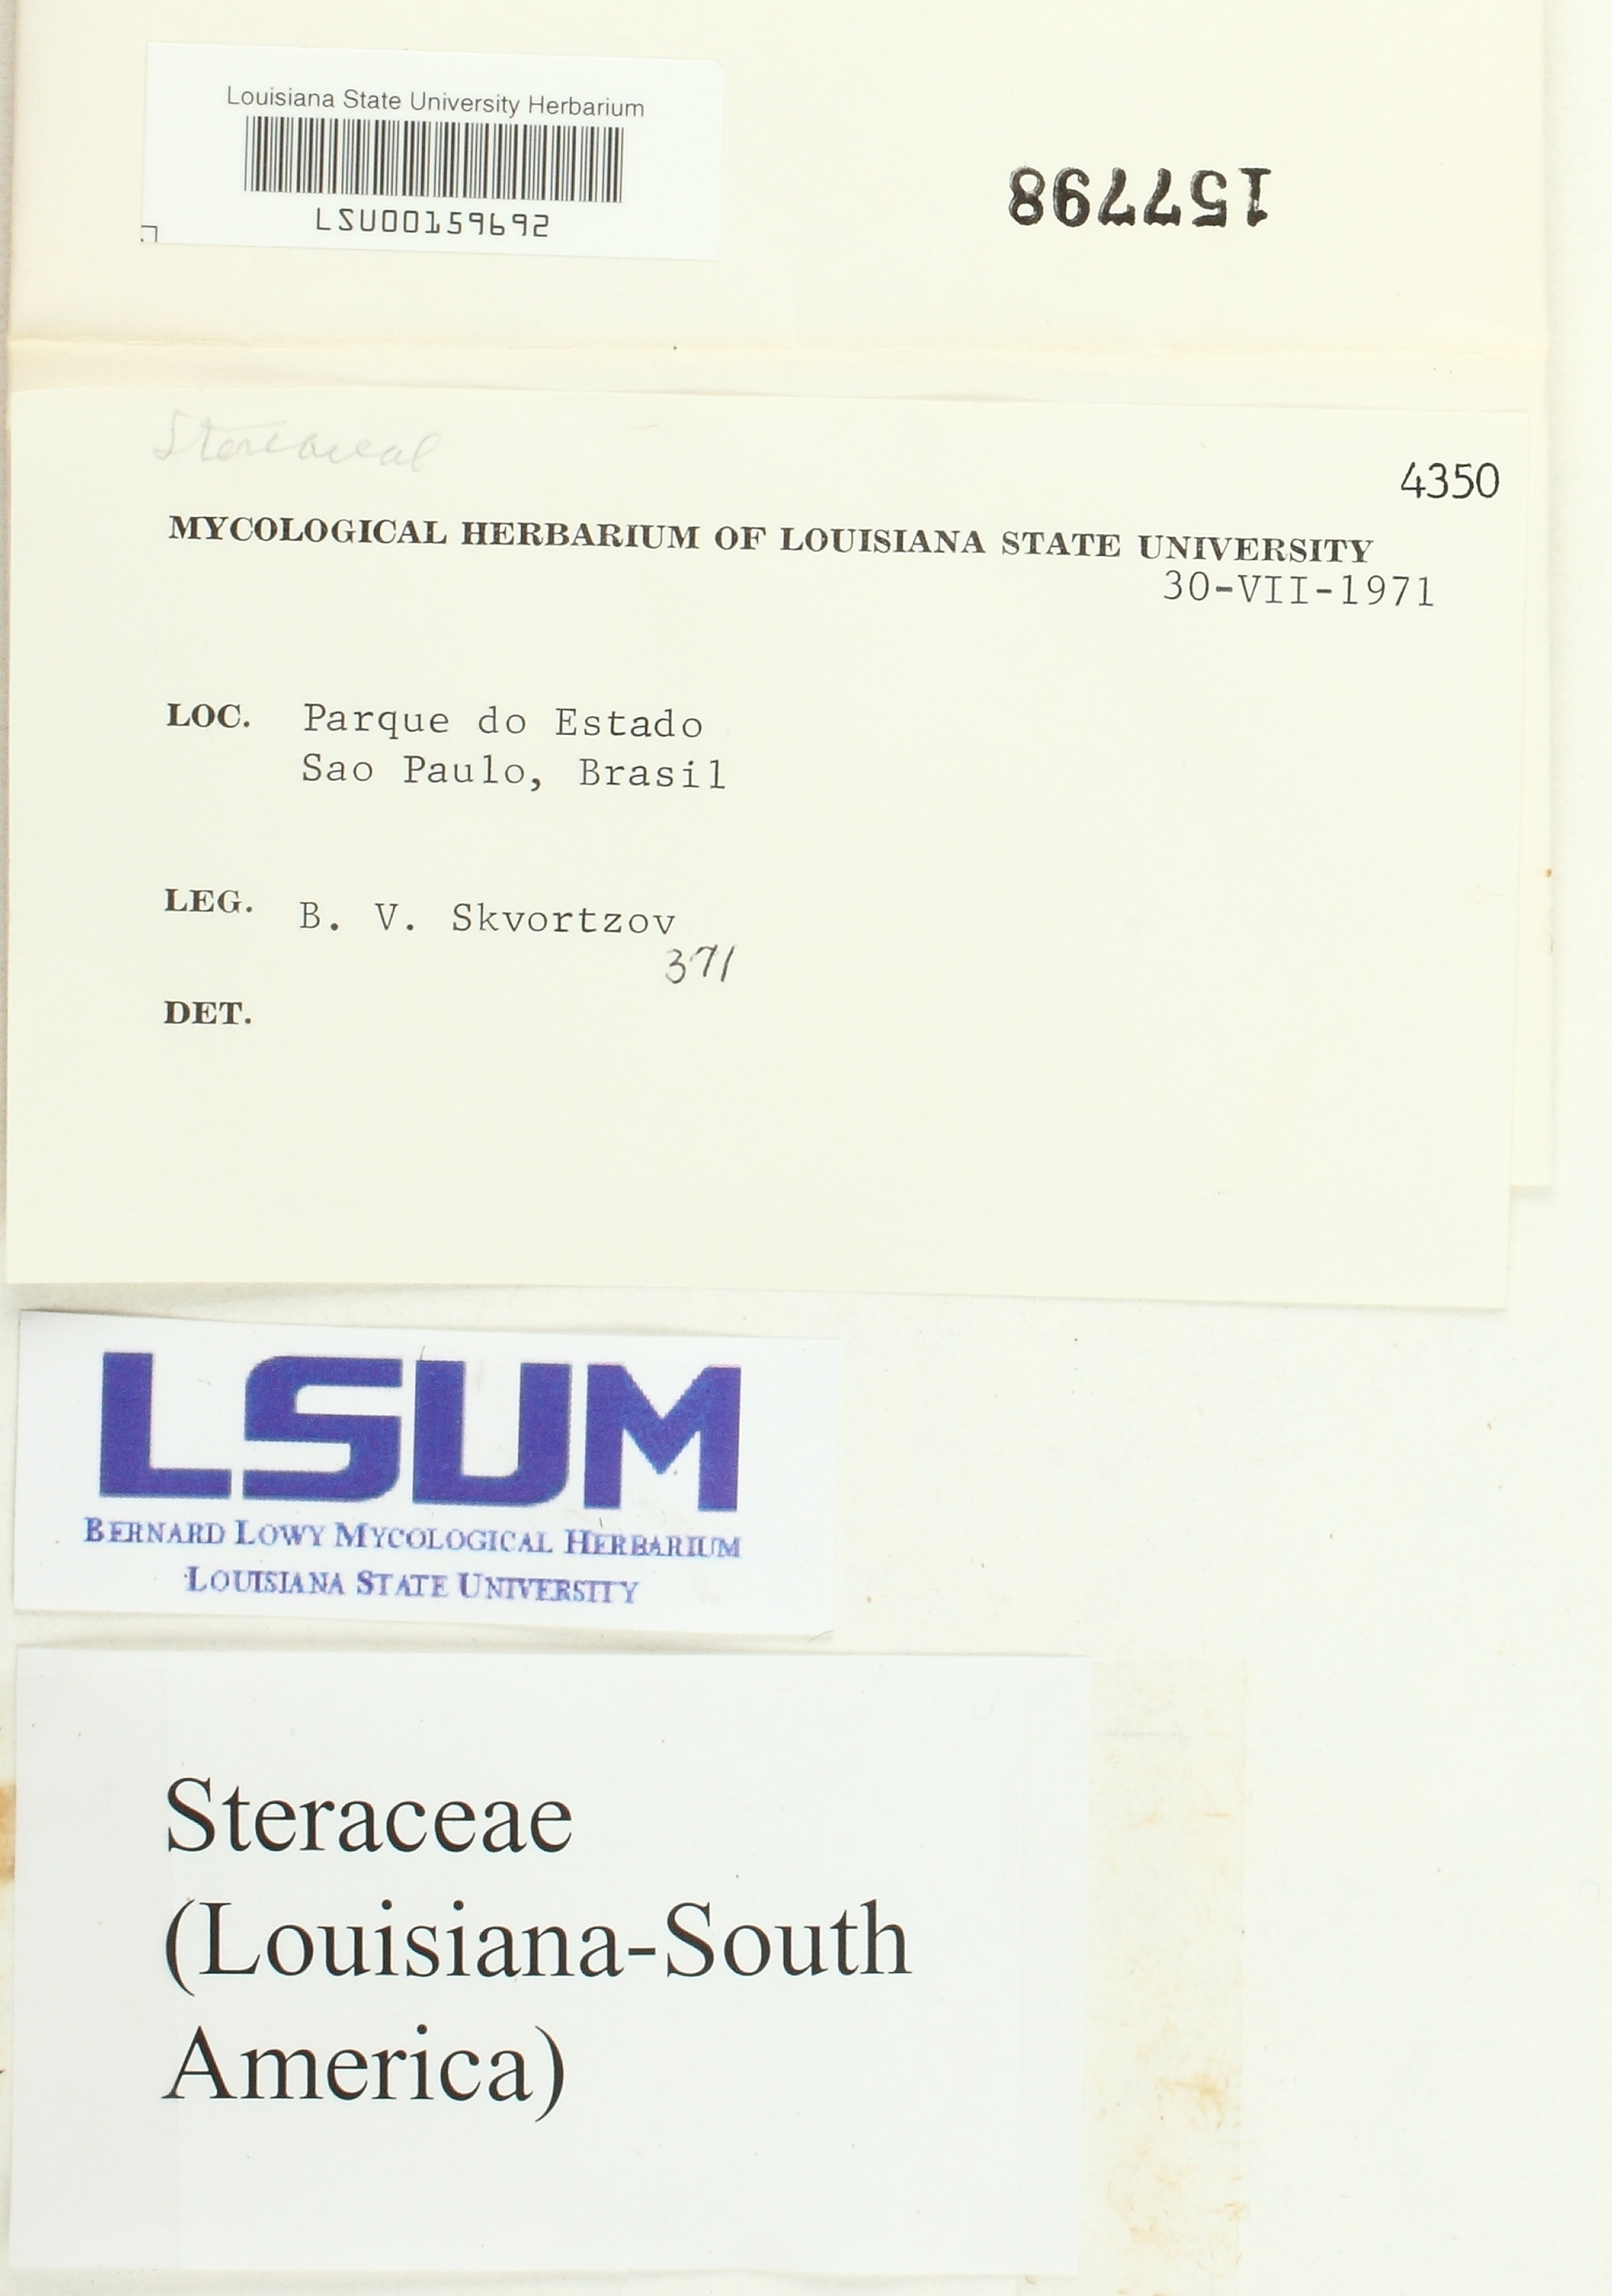 Louisiana State University Herbarium
LSU00159692
157798
4350
MYCOLOGICAL HERBARIUM OF LOUISIANA STATE UNIVERSITY
30-VII-1971
LOC. Parque do Estado
Sao Paulo, Brasil
LEG. B. V. Skvortzov
371
DET.
LSUM
BERNARD LOWY MYCOLOGICAL HERBARIUM
LOUISIANA STATE UNIVERSITY
Steraceae
(Louisiana-South
America)